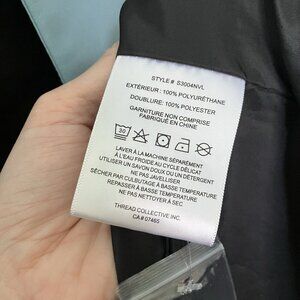 STYLE# S3004NVL
EXTÉRIEUR: 100% POLYURÉTHANE
DOUBLURE: 100% POLYESTER
GARNITURE NON COMPRISE
FABRIQUÉ EN CHINE
30
LAVER À LA MACHINE SÉPARÉMENT
À L'EAU FROIDE AU CYCLE DÉLICAT
UTILISER UN SAVON DOUX OU UN DÉTERGENT
NE PAS JAVELLISER
SÉCHER PAR CULBUTAGE À BASSE TEMPÉRATURE
REPASSER À BASSE TEMPÉRATURE
NE PAS NETTOYER À SEC
THREAD COLLECTIVE INC.
CA # 07465